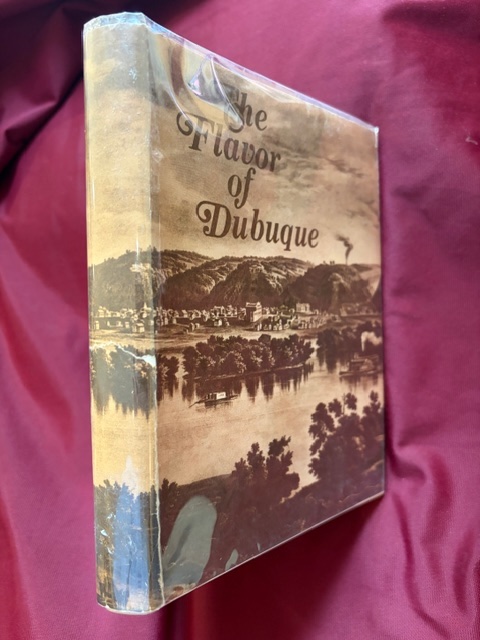 The
Flavor
of
Dubuque